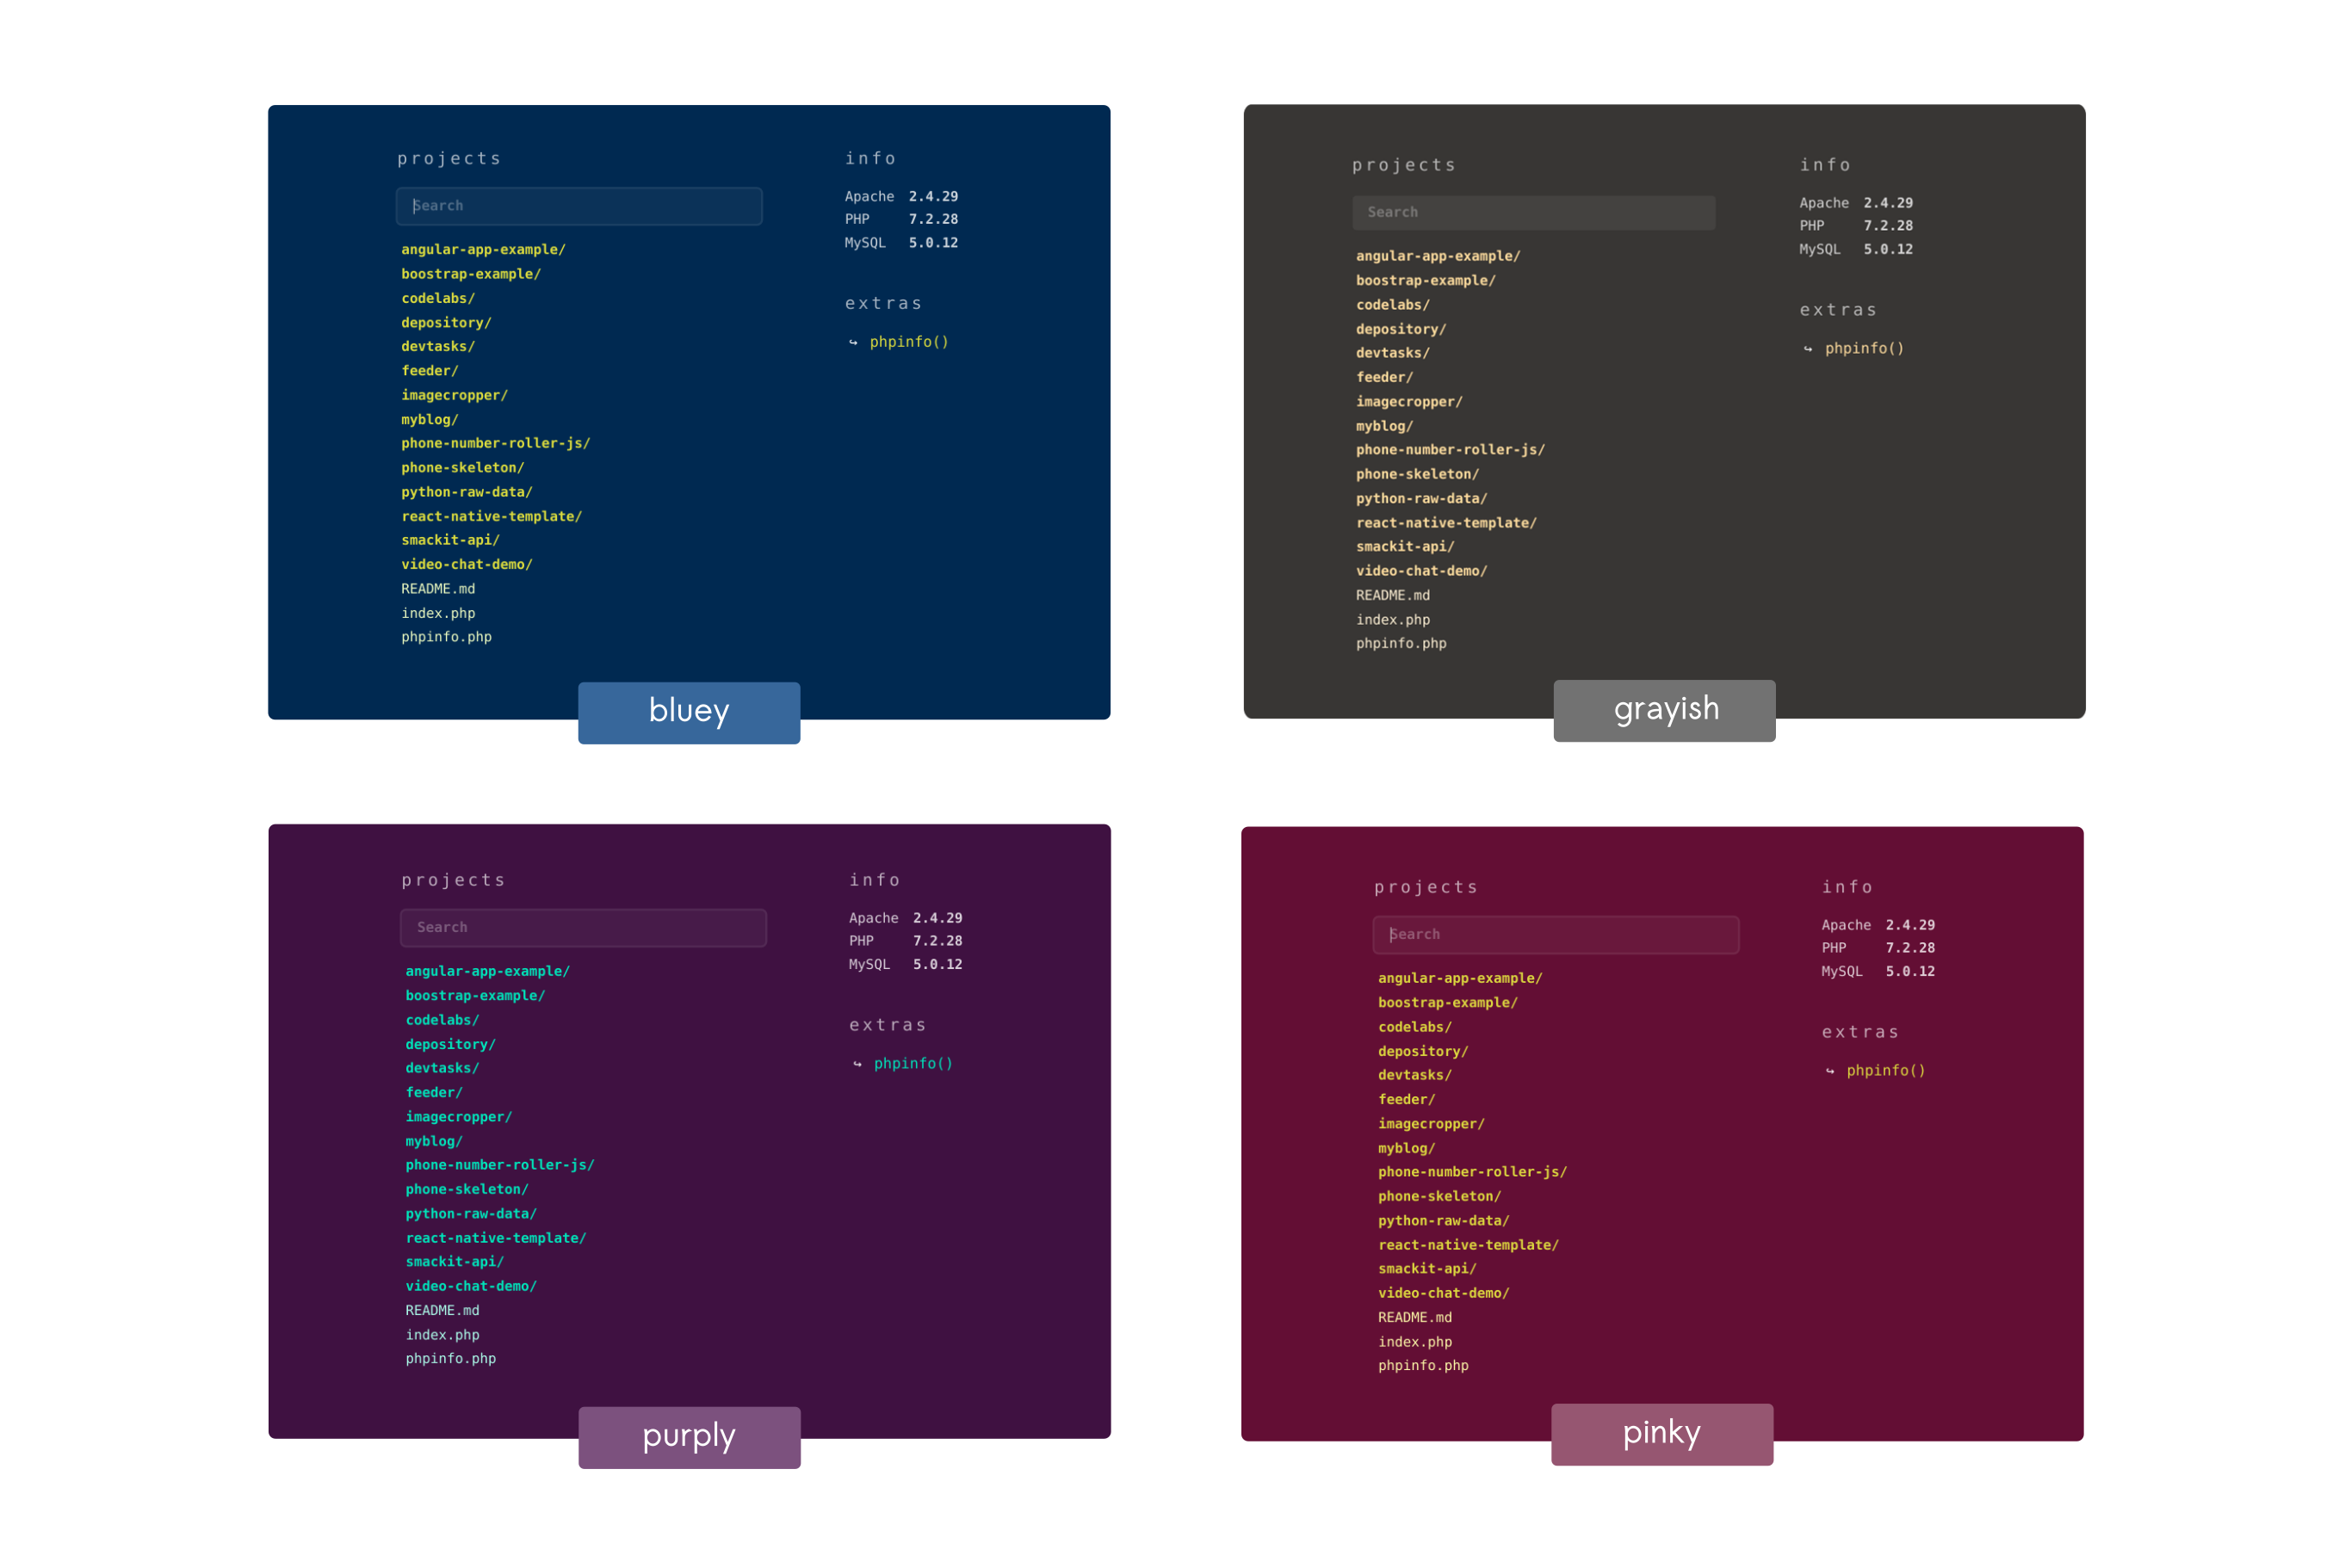 projects
Search
angular-app-example/
boostrap-example/
codelabs/
depository/
devtasks/
feeder/
imagecropper/
myblog/
phone-number-roller-js/
phone-skeleton/
python-raw-data/
react-native-template/
smackit-api/
video-chat-demo/
README.md
index.php
phpinfo.php
info
Apache 2.4.29
PHP 7.2.28
MySQL 5.0.12
extras
↪ phpinfo()
bluey
projects
Search
angular-app-example/
boostrap-example/
codelabs/
depository/
devtasks/
feeder/
imagecropper/
myblog/
phone-number-roller-js/
phone-skeleton/
python-raw-data/
react-native-template/
smackit-api/
video-chat-demo/
README.md
index.php
phpinfo.php
info
Apache 2.4.29
PHP 7.2.28
MySQL 5.0.12
extras
↪ phpinfo()
grayish
projects
Search
angular-app-example/
boostrap-example/
codelabs/
depository/
devtasks/
feeder/
imagecropper/
myblog/
phone-number-roller-js/
phone-skeleton/
python-raw-data/
react-native-template/
smackit-api/
video-chat-demo/
README.md
index.php
phpinfo.php
info
Apache 2.4.29
PHP 7.2.28
MySQL 5.0.12
extras
↪ phpinfo()
purply
projects
Search
angular-app-example/
boostrap-example/
codelabs/
depository/
devtasks/
feeder/
imagecropper/
myblog/
phone-number-roller-js/
phone-skeleton/
python-raw-data/
react-native-template/
smackit-api/
video-chat-demo/
README.md
index.php
phpinfo.php
info
Apache 2.4.29
PHP 7.2.28
MySQL 5.0.12
extras
↪ phpinfo()
pinky